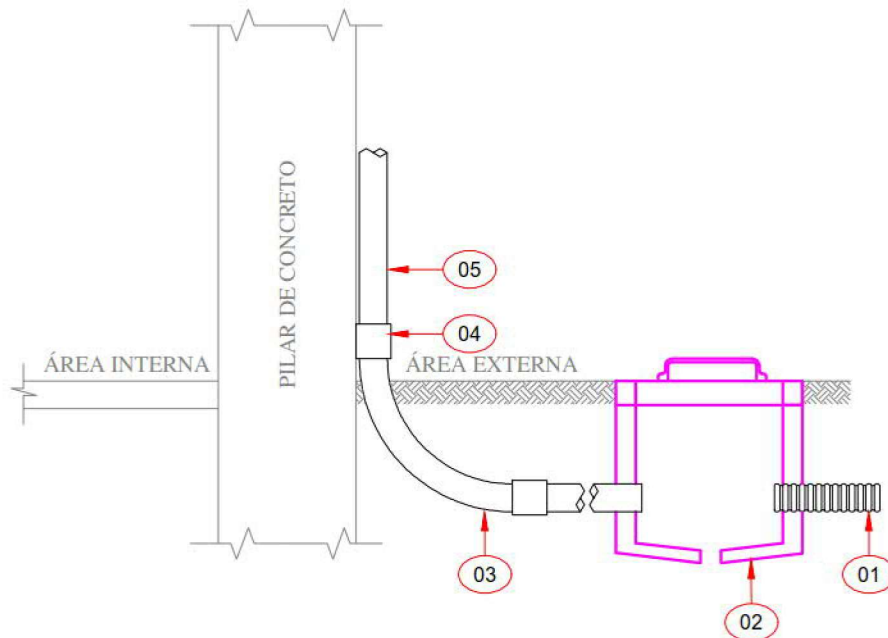 PILAR DE CONCRETO
05
04
ÁREA INTERNA
ÁREA EXTERNA
03
02
01